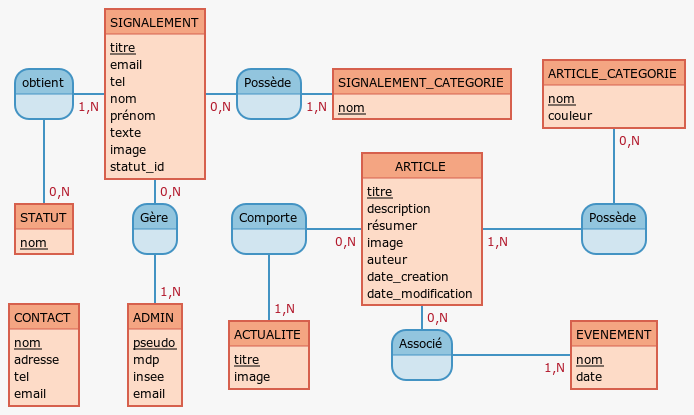 SIGNALEMENT
titre
email
tel
nom
prénom
texte
image
statut_id
obtient
1,N
0,N
Possède
1,N
SIGNALEMENT_CATEGORIE
nom
ARTICLE_CATEGORIE
nom
couleur
0,N
0,N
STATUT
nom
0,N
Gère
1,N
Comporte
0,N
1,N
ARTICLE
titre
description
résumer
image
auteur
date_creation
date_modification
1,N
Possède
0,N
Associé
1,N
CONTACT
nom
adresse
tel
email
ADMIN
pseudo
mdp
insee
email
ACTUALITE
titre
image
EVENEMENT
nom
date